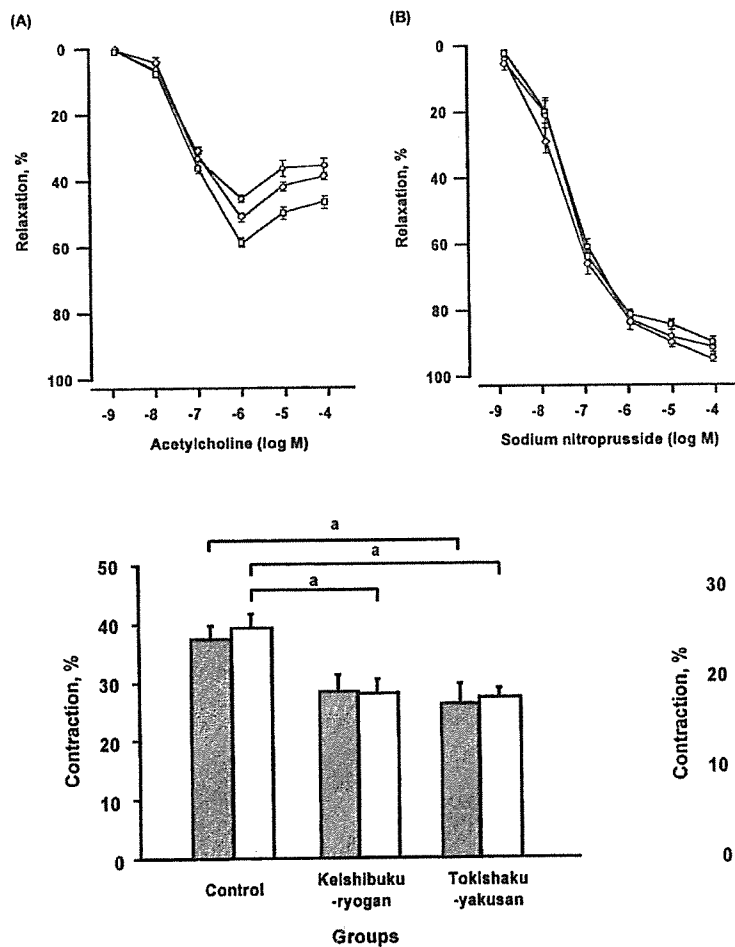 (A)
0
20
40
60
80
100
Relaxation, %
-9 -8 -7 -6 -5 -4
Acetylcholine (log M)
(B)
0
20
40
60
80
100
Relaxation, %
-9 -8 -7 -6 -5 -4
Sodium nitroprusside (log M)
a
a
a
50
40
30
20
10
0
Contraction, %
Control
Keishibuku
-ryogan
Tokishaku
-yakusan
Groups
30
20
10
0
Contraction, %